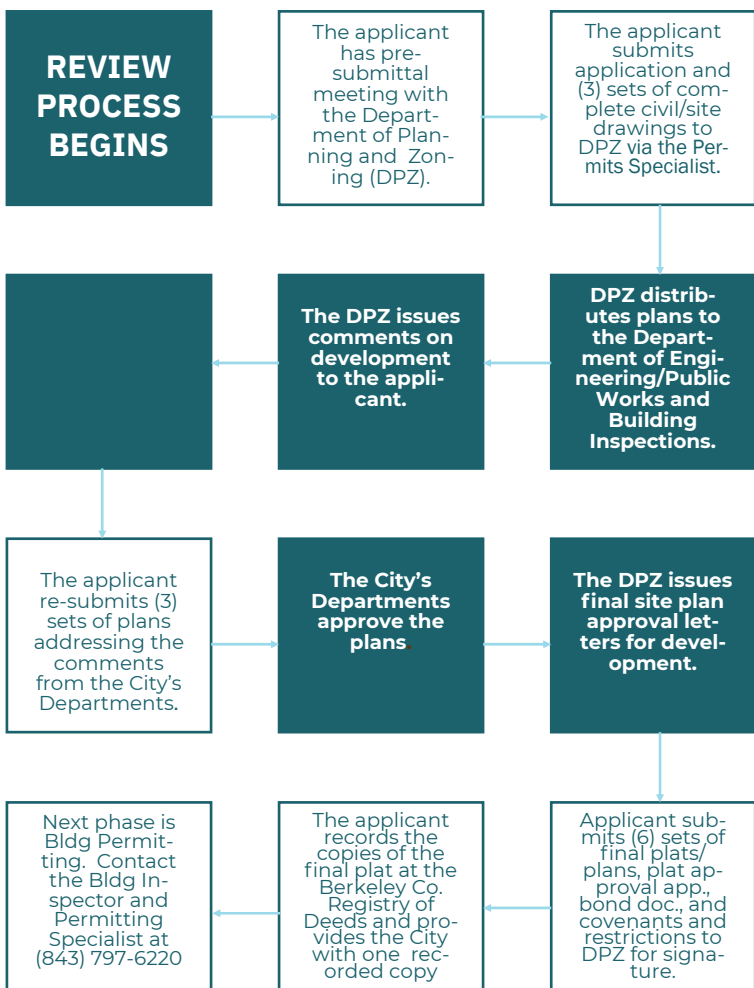 REVIEW
PROCESS
BEGINS
The applicant
has pre-
submittal
meeting with
the Depart-
ment of Plan-
ning and Zon-
ing (DPZ).
The applicant
submits
application and
(3) sets of com-
plete civil/site
drawings to
DPZ via the Per-
mits Specialist.
DPZ distrib-
utes plans to
the Depart-
ment of Engi-
neering/Public
Works and
Building
Inspections.
The DPZ issues
comments on
development
to the appli-
cant.
The applicant
re-submits (3)
sets of plans
addressing the
comments
from the City's
Departments.
The City's
Departments
approve the
plans.
The DPZ issues
final site plan
approval let-
ters for devel-
opment.
Applicant sub-
mits (6) sets of
final plats/
plans, plat ap-
proval app.,
bond doc., and
covenants and
restrictions to
DPZ for signa-
ture.
The applicant
records the
copies of the
final plat at the
Berkeley Co.
Registry of
Deeds and pro-
vides the City
with one rec-
orded copy
Next phase is
Bldg Permit-
ting. Contact
the Bldg In-
spector and
Permitting
Specialist at
(843) 797-6220